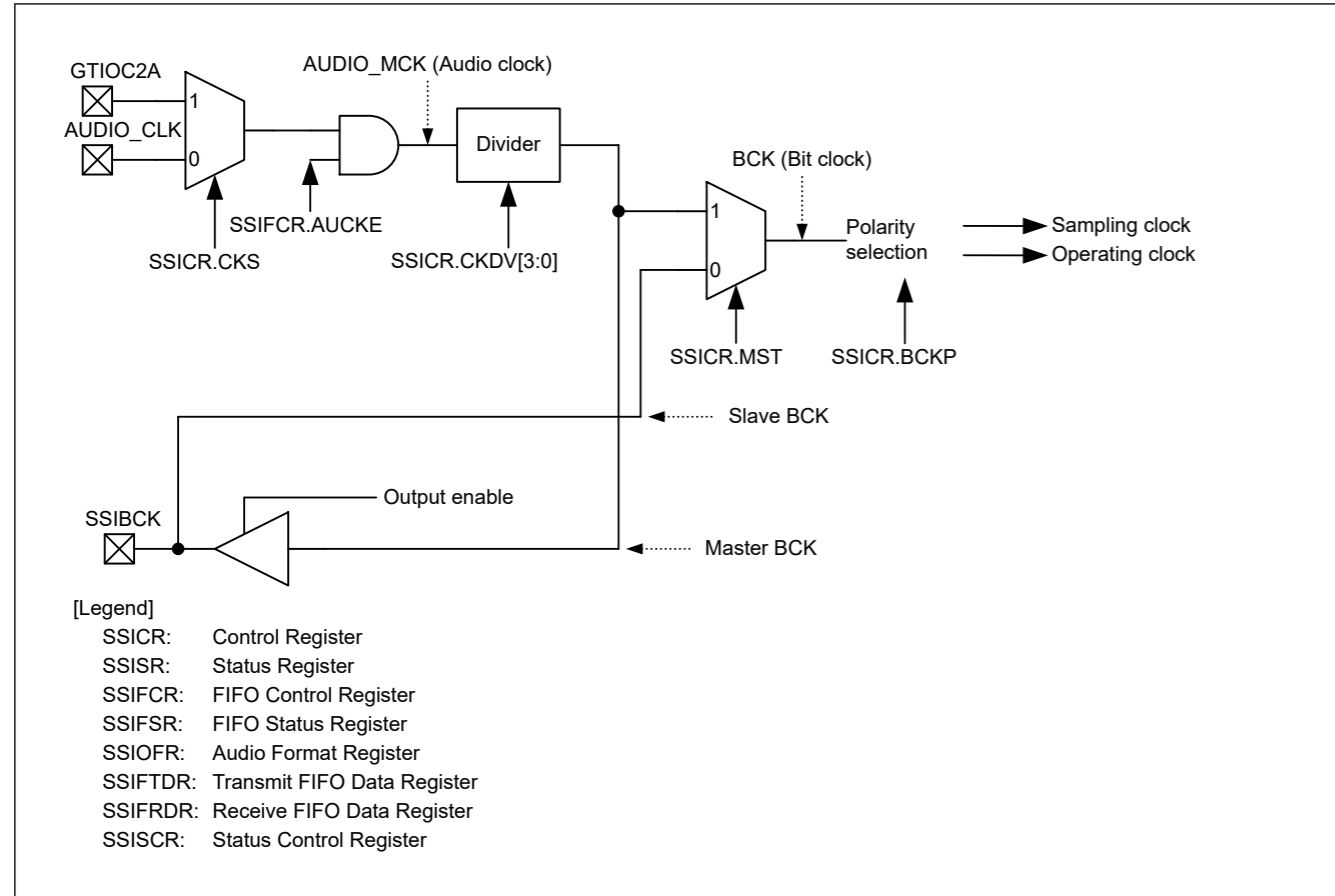 GTIOC2A
AUDIO_MCK (Audio clock)
1
AUDIO_CLK
0
Divider
BCK (Bit clock)
SSIFCR.AUCKE
SSICR.CKS
SSICR.CKDV[3:0]
1
0
Polarity
selection
Sampling clock
Operating clock
SSICR.MST
SSICR.BCKP
Slave BCK
Output enable
SSIBCK
Master BCK
[Legend]
SSICR: Control Register
SSISR: Status Register
SSIFCR: FIFO Control Register
SSIFSR: FIFO Status Register
SSIOFR: Audio Format Register
SSIFTDR: Transmit FIFO Data Register
SSIFRDR: Receive FIFO Data Register
SSISCR: Status Control Register